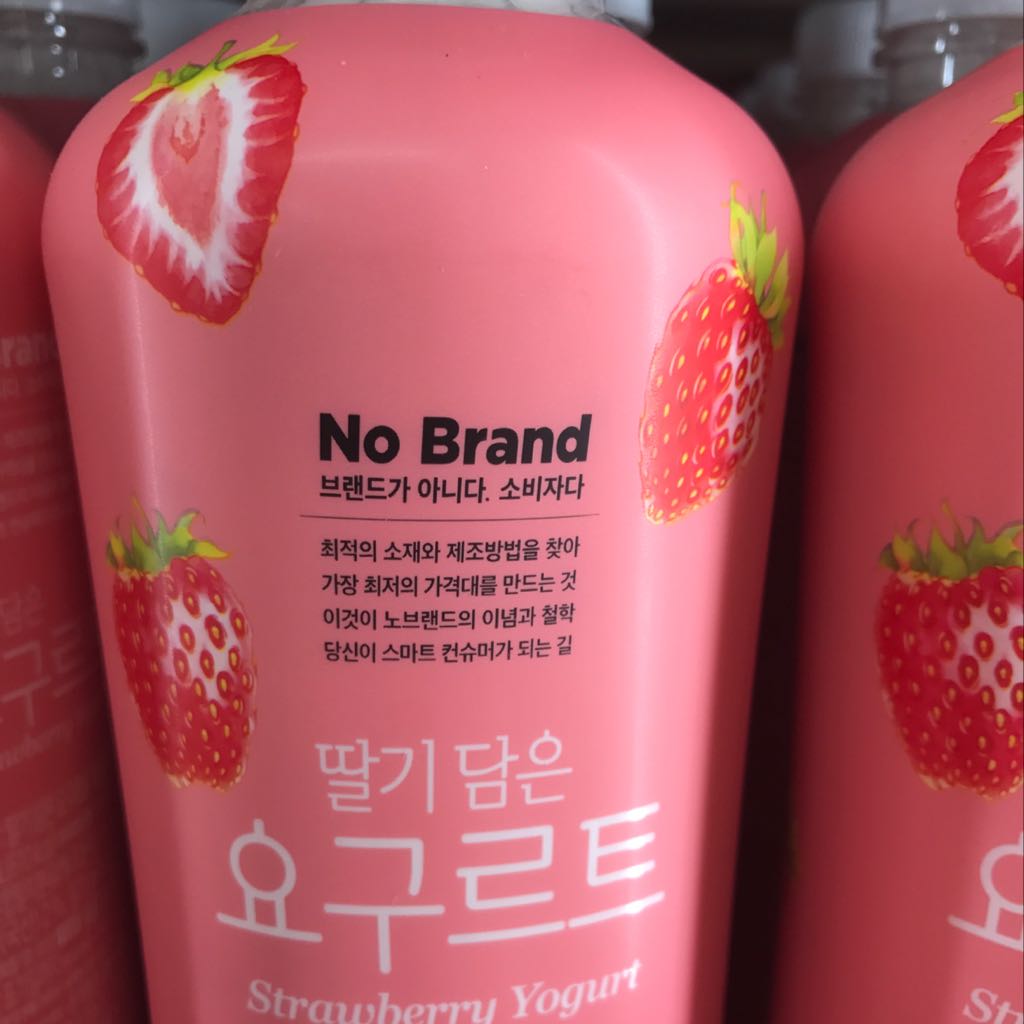 No Brand
브랜드가 아니다. 소비자다
최적의 소재와 제조방법을 찾아
가장 최저의 가격대를 만드는 것
이것이 노브랜드의 이념과 철학
당신이 스마트 컨슈머가 되는 길
딸기 담은
요구르트
Strawberry Yogurt